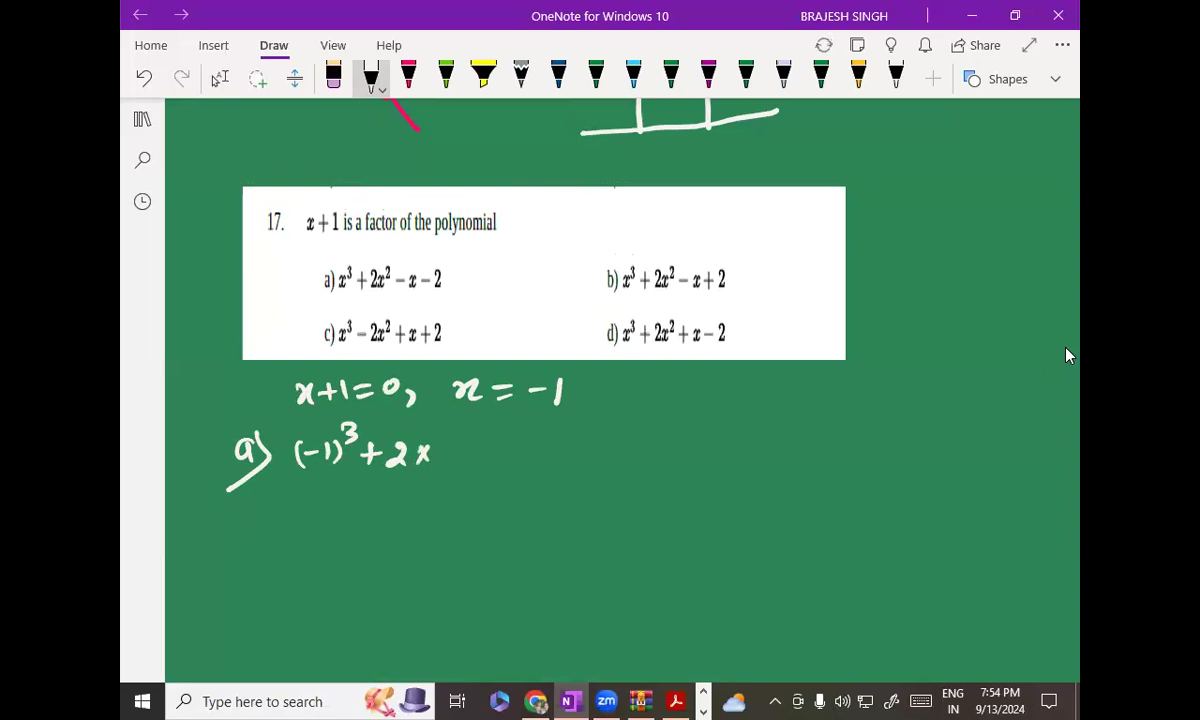 OneNote for Windows 10
BRAJESH SINGH
Home Insert Draw View Help
Share
Shapes
17. x + 1 is a factor of the polynomial
a) x³ + 2x² − x − 2
b) x³ + 2x² − x + 2
c) x³ − 2x² + x + 2
d) x³ + 2x² + x − 2
x+1=0, x = -1
a) (-1)³ + 2 ×
Type here to search
zm
ENG
IN
7:54 PM
9/13/2024